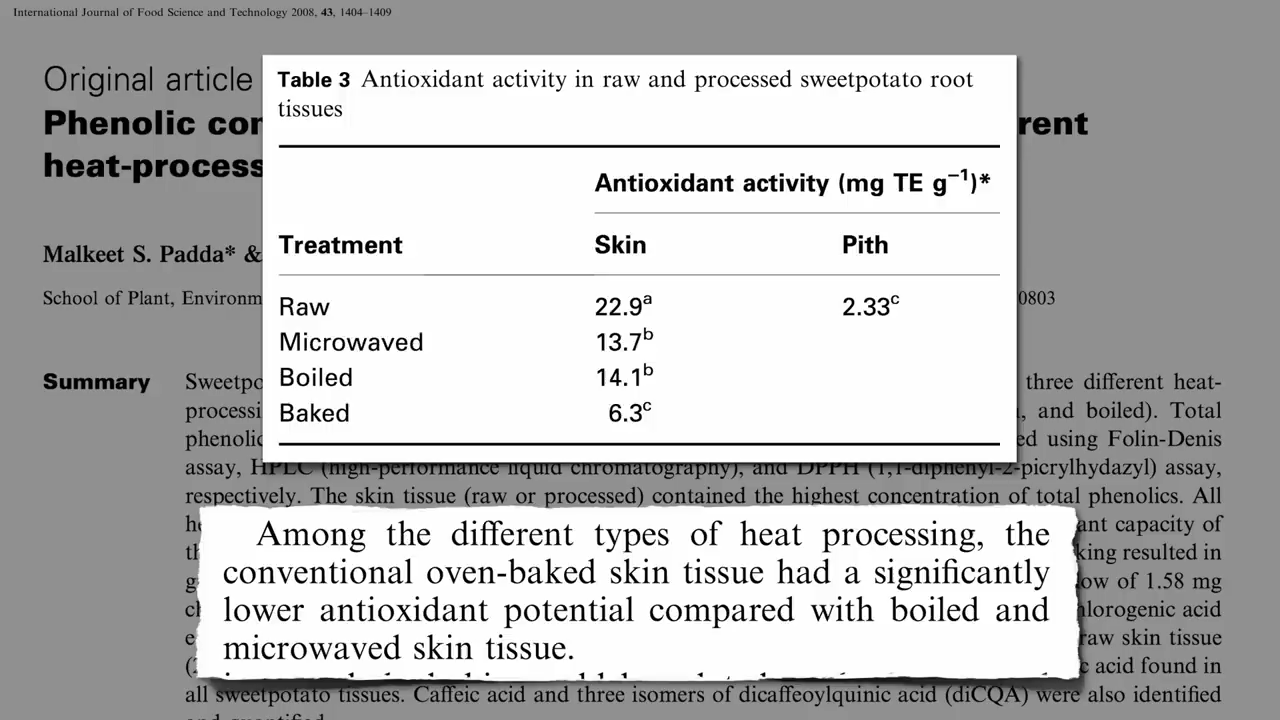 International Journal of Food Science and Technology 2008, 43, 1404–1409
Original article
Phenolic
rent
heat-process
Malkeet S. Padda* &
School of Plant, 0803
Table 3 Antioxidant activity in raw and processed sweetpotato root
tissues
Antioxidant activity (mg TE g⁻¹)*
Treatment Skin Pith
Raw 22.9ᵃ 2.33ᶜ
Microwaved 13.7ᵇ
Boiled 14.1ᵇ
Baked 6.3ᶜ
Summary Sweetpo three different heat-
processi and boiled). Total
phenolic ed using Folin-Denis
assay, HPLC (high-performance liquid chromatography), and DPPH (1,1-diphenyl-2-picrylhydazyl) assay,
respectively. The skin tissue (raw or processed) contained the highest concentration of total phenolics. All
ant capacity of
king resulted in
ow of 1.58 mg
hlorogenic acid
raw skin tissue
acid found in
Among the different types of heat processing, the
conventional oven-baked skin tissue had a significantly
lower antioxidant potential compared with boiled and
microwaved skin tissue.
all sweetpotato tissues. Caffeic acid and three isomers of dicaffeoylquinic acid (diCQA) were also identified